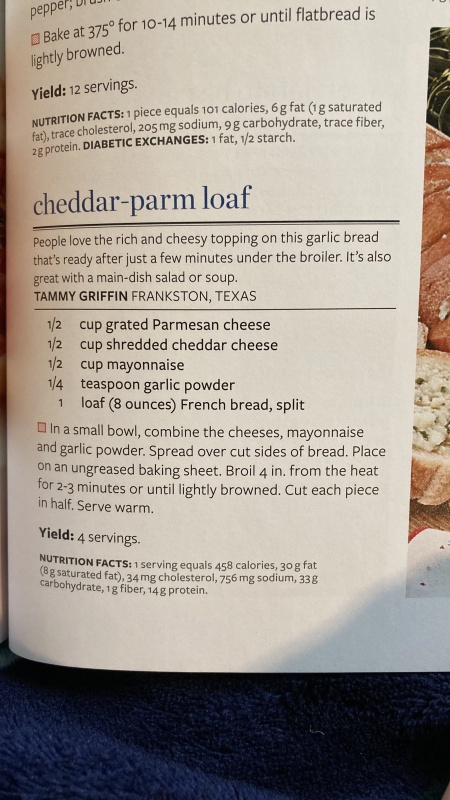 pepper;
Bake at 375° for 10-14 minutes or until flatbread is
lightly browned.
Yield: 12 servings.
NUTRITION FACTS: 1 piece equals 101 calories, 6 g fat (1 g saturated
fat), trace cholesterol, 205 mg sodium, 9 g carbohydrate, trace fiber,
2 g protein. DIABETIC EXCHANGES: 1 fat, 1/2 starch.
cheddar-parm loaf
People love the rich and cheesy topping on this garlic bread
that's ready after just a few minutes under the broiler. It's also
great with a main-dish salad or soup.
TAMMY GRIFFIN FRANKSTON, TEXAS
1/2 cup grated Parmesan cheese
1/2 cup shredded cheddar cheese
1/2 cup mayonnaise
1/4 teaspoon garlic powder
1 loaf (8 ounces) French bread, split
In a small bowl, combine the cheeses, mayonnaise
and garlic powder. Spread over cut sides of bread. Place
on an ungreased baking sheet. Broil 4 in. from the heat
for 2-3 minutes or until lightly browned. Cut each piece
in half. Serve warm.
Yield: 4 servings.
NUTRITION FACTS: 1 serving equals 458 calories, 30 g fat
(8 g saturated fat), 34 mg cholesterol, 756 mg sodium, 33 g
carbohydrate, 1 g fiber, 14 g protein.